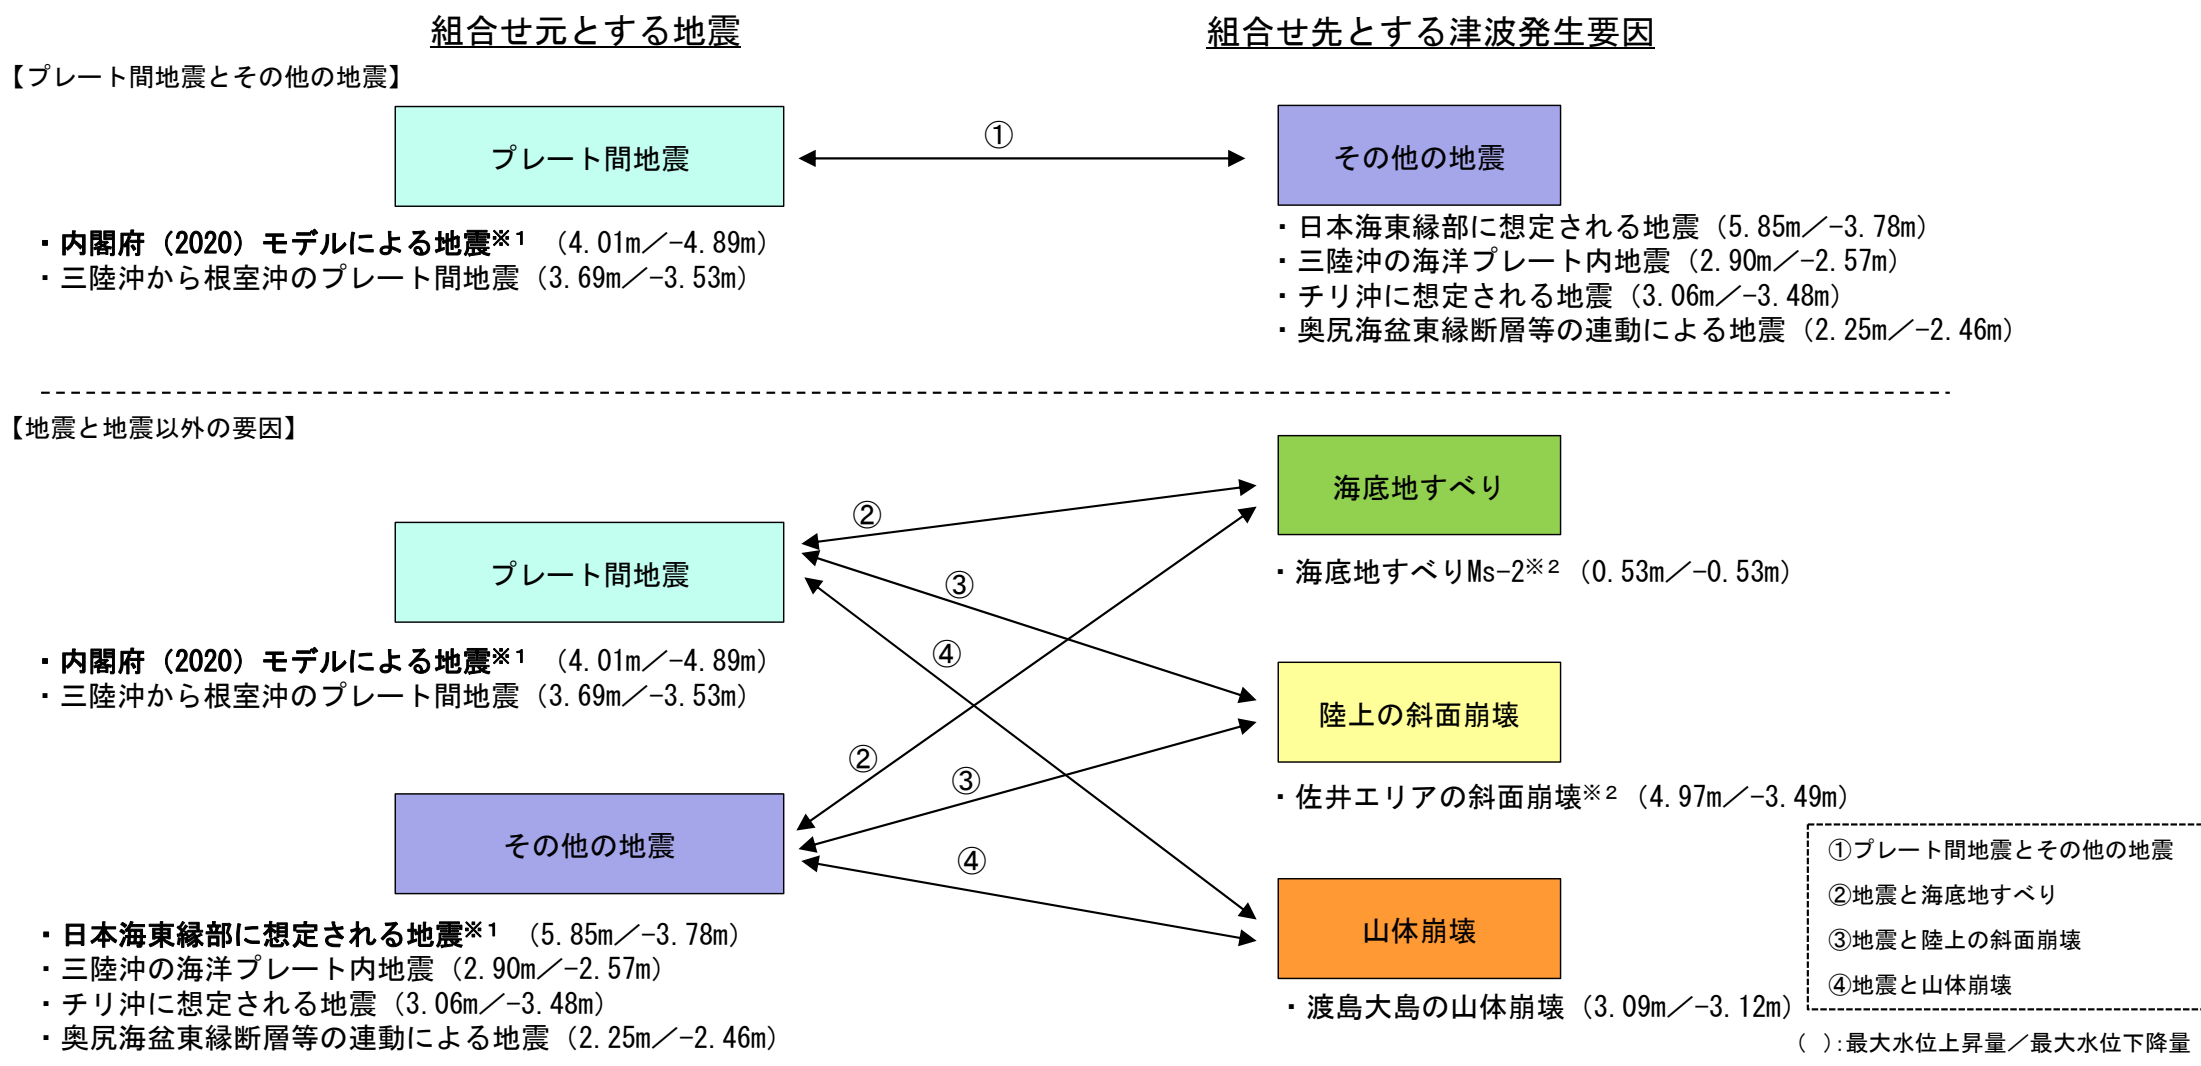 組合せ元とする地震
組合せ先とする津波発生要因
【プレート間地震とその他の地震】
プレート間地震
①
その他の地震
・内閣府（2020）モデルによる地震※1 （4.01m／-4.89m）
・三陸沖から根室沖のプレート間地震（3.69m／-3.53m）
・日本海東縁部に想定される地震（5.85m／-3.78m）
・三陸沖の海洋プレート内地震（2.90m／-2.57m）
・チリ沖に想定される地震（3.06m／-3.48m）
・奥尻海盆東縁断層等の連動による地震（2.25m／-2.46m）
【地震と地震以外の要因】
プレート間地震
・内閣府（2020）モデルによる地震※1 （4.01m／-4.89m）
・三陸沖から根室沖のプレート間地震（3.69m／-3.53m）
その他の地震
・日本海東縁部に想定される地震※1 （5.85m／-3.78m）
・三陸沖の海洋プレート内地震（2.90m／-2.57m）
・チリ沖に想定される地震（3.06m／-3.48m）
・奥尻海盆東縁断層等の連動による地震（2.25m／-2.46m）
②
③
④
②
③
④
海底地すべり
・海底地すべりMs-2※2（0.53m／-0.53m）
陸上の斜面崩壊
・佐井エリアの斜面崩壊※2（4.97m／-3.49m）
山体崩壊
・渡島大島の山体崩壊（3.09m／-3.12m）
①プレート間地震とその他の地震
②地震と海底地すべり
③地震と陸上の斜面崩壊
④地震と山体崩壊
（ ）:最大水位上昇量／最大水位下降量